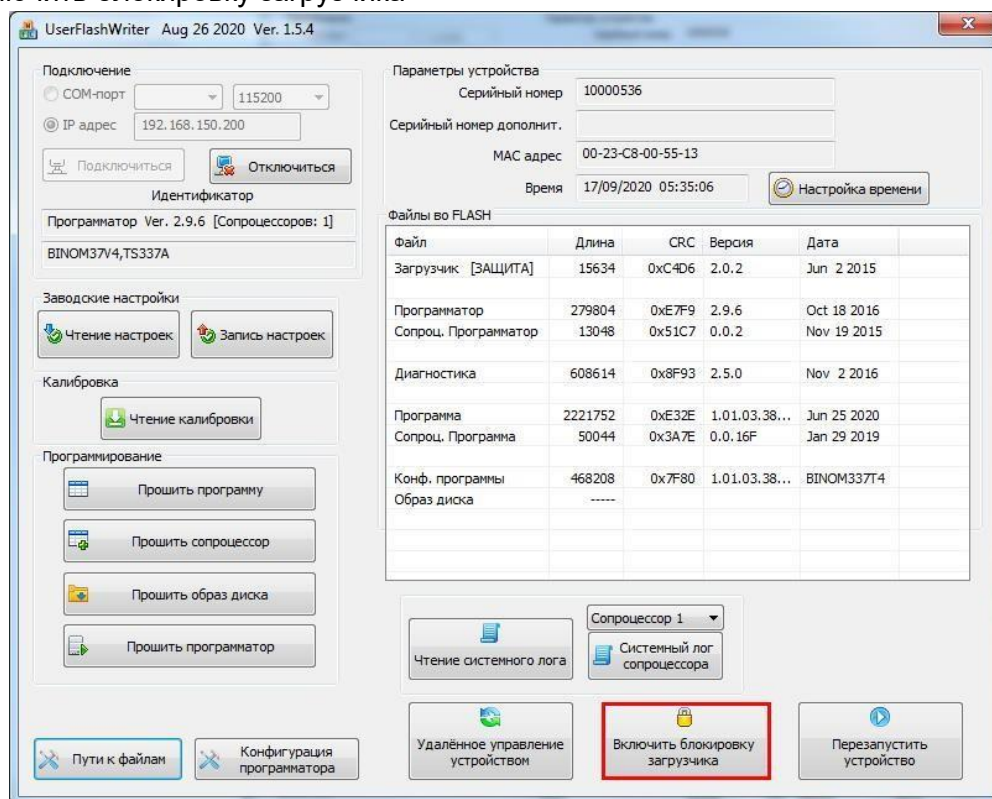 блокировку загрузчика
UserFlashWriter Aug 26 2020 Ver. 1.5.4
Подключение
COM-порт
115200
IP адрес
192.168.150.200
Подключиться
Отключиться
Идентификатор
Программатор Ver. 2.9.6 [Сопроцессоров: 1]
BINOM37V4,TS337A
Заводские настройки
Чтение настроек
Запись настроек
Калибровка
Чтение калибровки
Программирование
Прошить программу
Прошить сопроцессор
Прошить образ диска
Прошить программатор
Пути к файлам
Конфигурация
программатора
Параметры устройства
Серийный номер 10000536
Серийный номер дополнит.
MAC адрес 00-23-C8-00-55-13
Время 17/09/2020 05:35:06
Настройка времени
Файлы во FLASH
Файл Длина CRC Версия Дата
Загрузчик [ЗАЩИТА] 15634 0xC4D6 2.0.2 Jun 2 2015
Программатор 279804 0xE7F9 2.9.6 Oct 18 2016
Сопроц. Программатор 13048 0x51C7 0.0.2 Nov 19 2015
Диагностика 608614 0x8F93 2.5.0 Nov 2 2016
Программа 2221752 0xE32E 1.01.03.38... Jun 25 2020
Сопроц. Программа 50044 0x3A7E 0.0.16F Jan 29 2019
Конф. программы 468208 0x7F80 1.01.03.38... BINOM337T4
Образ диска -----
Чтение системного лога
Сопроцессор 1
Системный лог
сопроцессора
Удалённое управление
устройством
Включить блокировку
загрузчика
Перезапустить
устройство